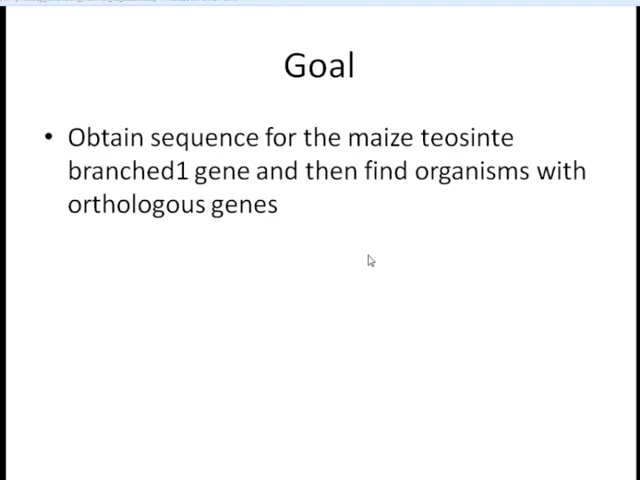 Goal
• Obtain sequence for the maize teosinte
branched1 gene and then find organisms with
orthologous genes